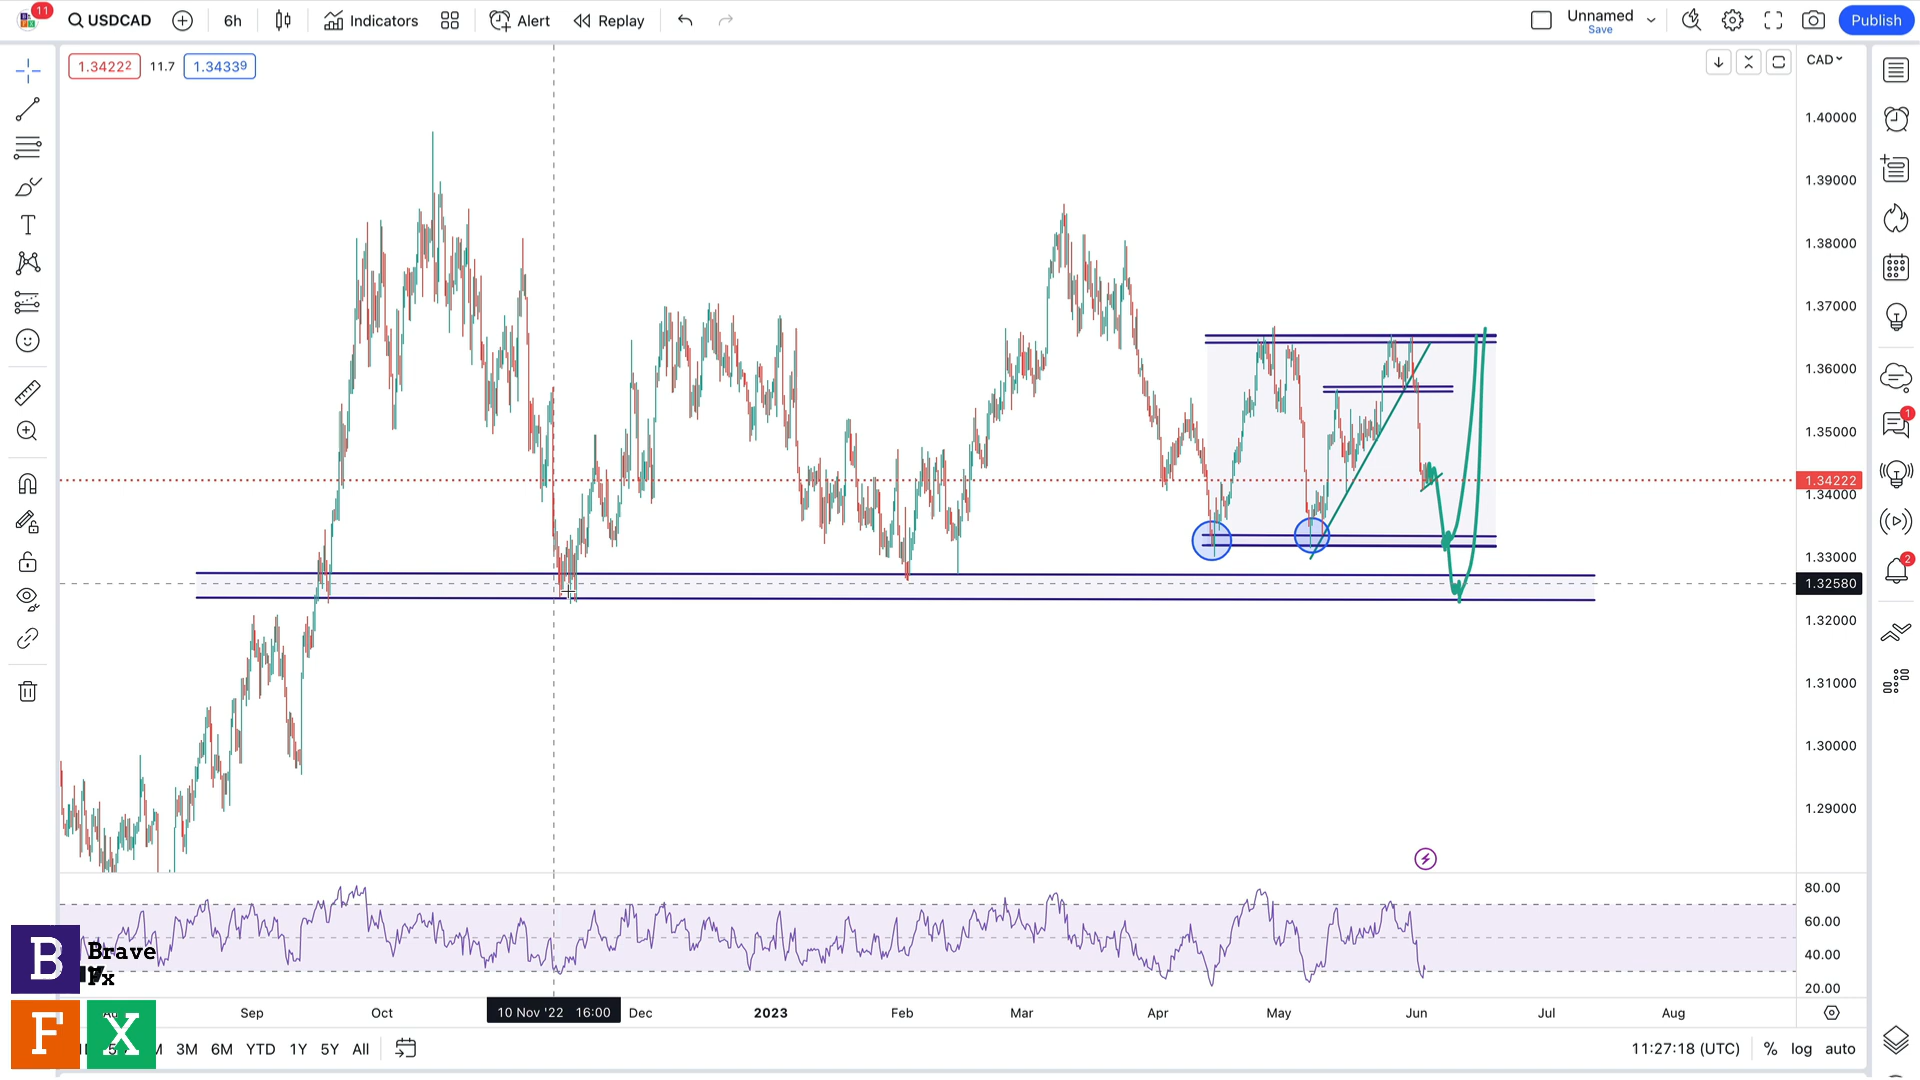 11
USDCAD
6h
Indicators
Alert
Replay
Unnamed
Save
Publish
1.34222
11.7
1.34339
CAD
1.40000
1.39000
1.38000
1.37000
1.36000
1.35000
1.34222
1.34000
1.33000
1.32580
1.32000
1.31000
1.30000
1.29000
1
2
80.00
60.00
40.00
20.00
B
Brave
Fx
F
X
Sep
Oct
10 Nov '22 16:00
Dec
2023
Feb
Mar
Apr
May
Jun
Jul
Aug
3M
6M
YTD
1Y
5Y
All
11:27:18 (UTC)
%
log
auto